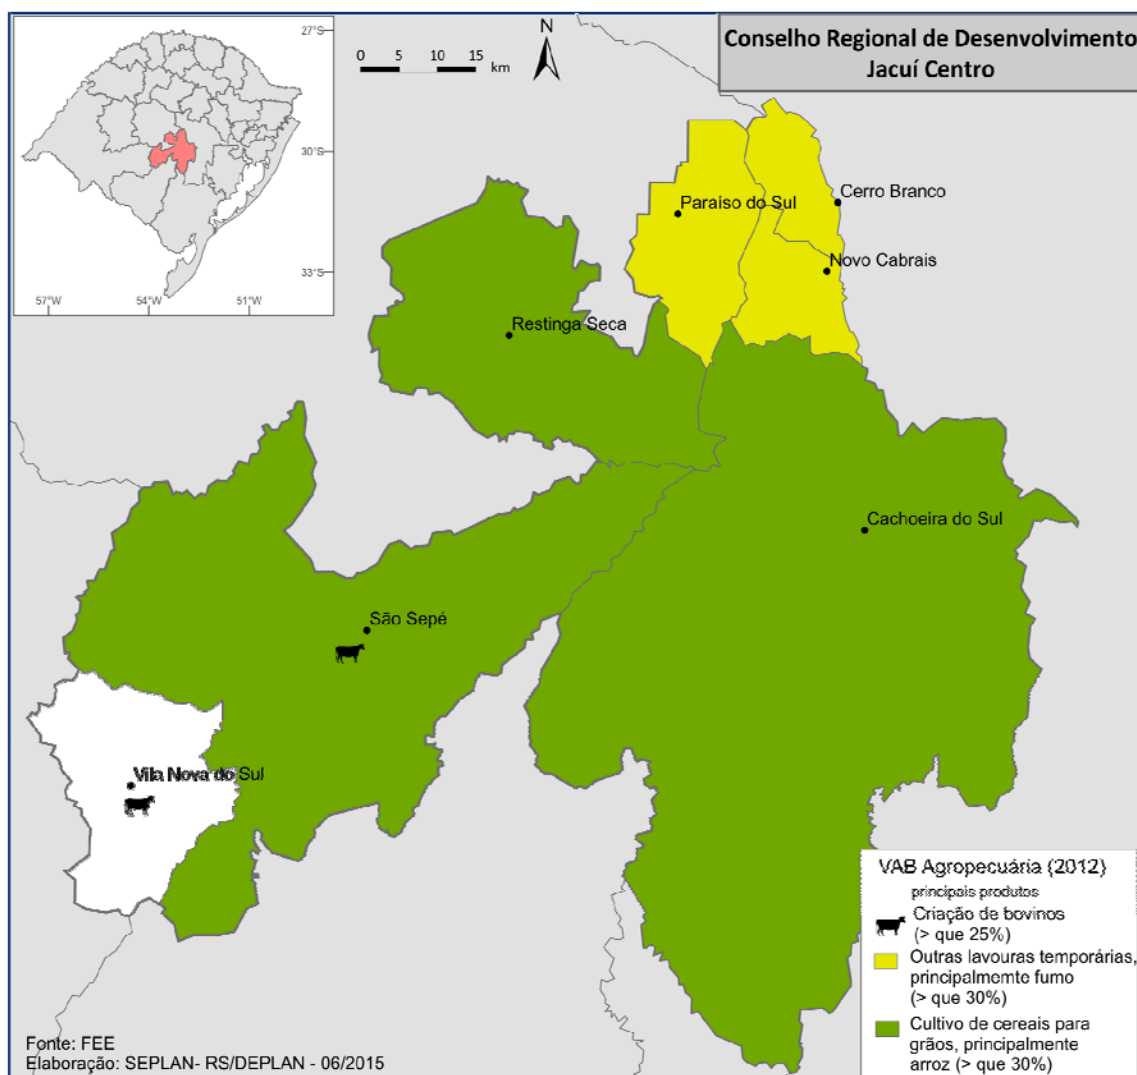 Conselho Regional de Desenvolvimento
Jacuí Centro
27°S
30°S
33°S
57°W
54°W
51°W
0 5 10 15
km
N
Paraíso do Sul
Cerro Branco
Novo Cabrais
Restinga Seca
Cachoeira do Sul
São Sepé
Vila Nova do Sul
VAB Agropecuária (2012)
principais produtos
Criação de bovinos
(> que 25%)
Outras lavouras temporárias,
principalmemte fumo
(> que 30%)
Cultivo de cereais para
grãos, principalmente
arroz (> que 30%)
Fonte: FEE
Elaboração: SEPLAN- RS/DEPLAN - 06/2015